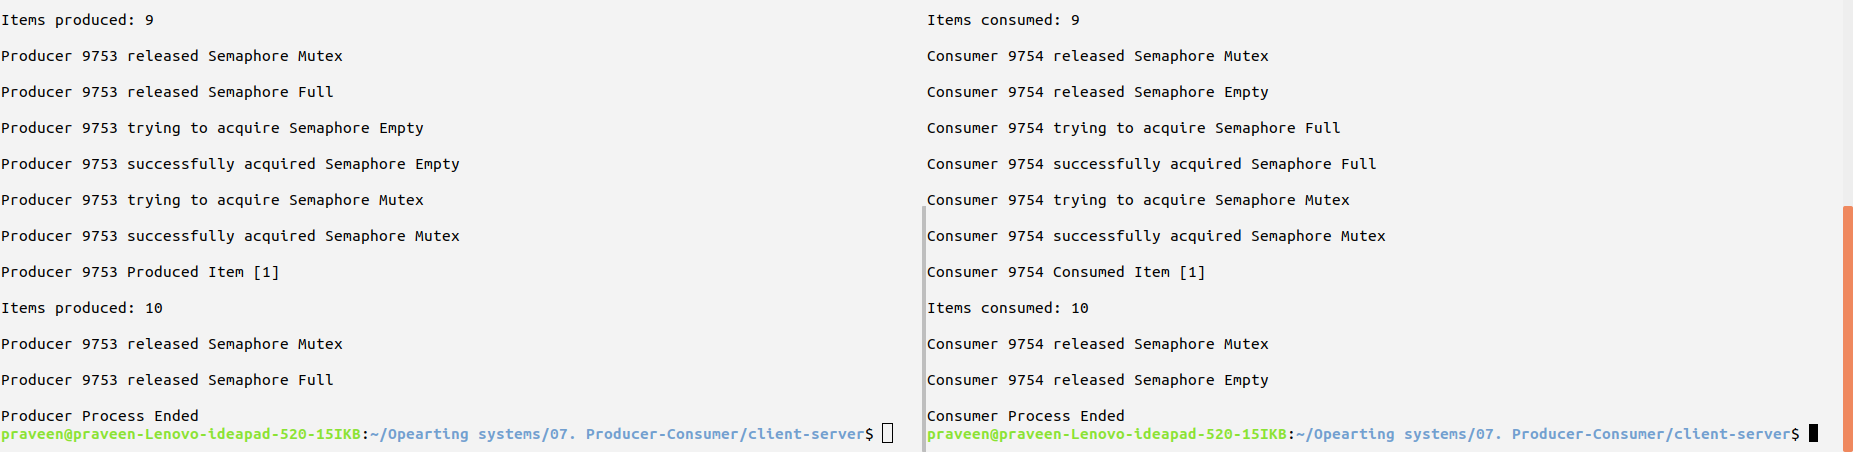 Items produced: 9
Producer 9753 released Semaphore Mutex
Producer 9753 released Semaphore Full
Producer 9753 trying to acquire Semaphore Empty
Producer 9753 successfully acquired Semaphore Empty
Producer 9753 trying to acquire Semaphore Mutex
Producer 9753 successfully acquired Semaphore Mutex
Producer 9753 Produced Item [1]
Items produced: 10
Producer 9753 released Semaphore Mutex
Producer 9753 released Semaphore Full
Producer Process Ended
praveen@praveen-Lenovo-ideapad-520-15IKB:~/Opearting systems/07. Producer-Consumer/client-server$
Items consumed: 9
Consumer 9754 released Semaphore Mutex
Consumer 9754 released Semaphore Empty
Consumer 9754 trying to acquire Semaphore Full
Consumer 9754 successfully acquired Semaphore Full
Consumer 9754 trying to acquire Semaphore Mutex
Consumer 9754 successfully acquired Semaphore Mutex
Consumer 9754 Consumed Item [1]
Items consumed: 10
Consumer 9754 released Semaphore Mutex
Consumer 9754 released Semaphore Empty
Consumer Process Ended
praveen@praveen-Lenovo-ideapad-520-15IKB:~/Opearting systems/07. Producer-Consumer/client-server$